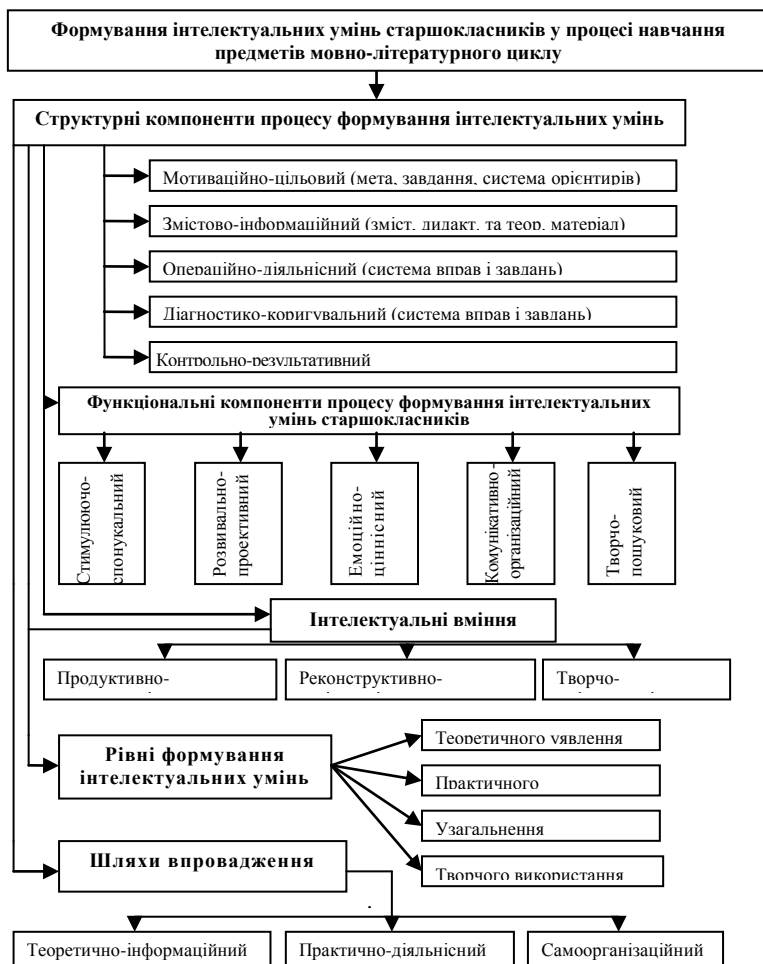 Формування інтелектуальних умінь старшокласників у процесі навчання
предметів мовно-літературного циклу
Структурні компоненти процесу формування інтелектуальних умінь
Мотиваційно-цільовий (мета, завдання, система орієнтирів)
Змістово-інформаційний (зміст, дидакт. та теор. матеріал)
Операційно-діяльнісний (система вправ і завдань)
Діагностико-коригувальний (система вправ і завдань)
Контрольно-результативний
Функціональні компоненти процесу формування інтелектуальних
умінь старшокласників
Стимулюючо-
спонукальний
Розвивально-
проективний
Емоційно-
ціннісний
Комунікативно-
організаційний
Творчо-
пошуковий
Інтелектуальні вміння
Продуктивно-
Реконструктивно-
Творчо-
Рівні формування
інтелектуальних умінь
Теоретичного уявлення
Практичного
Узагальнення
Творчого використання
Шляхи впровадження
Теоретично-інформаційний
Практично-діяльнісний
Самоорганізаційний